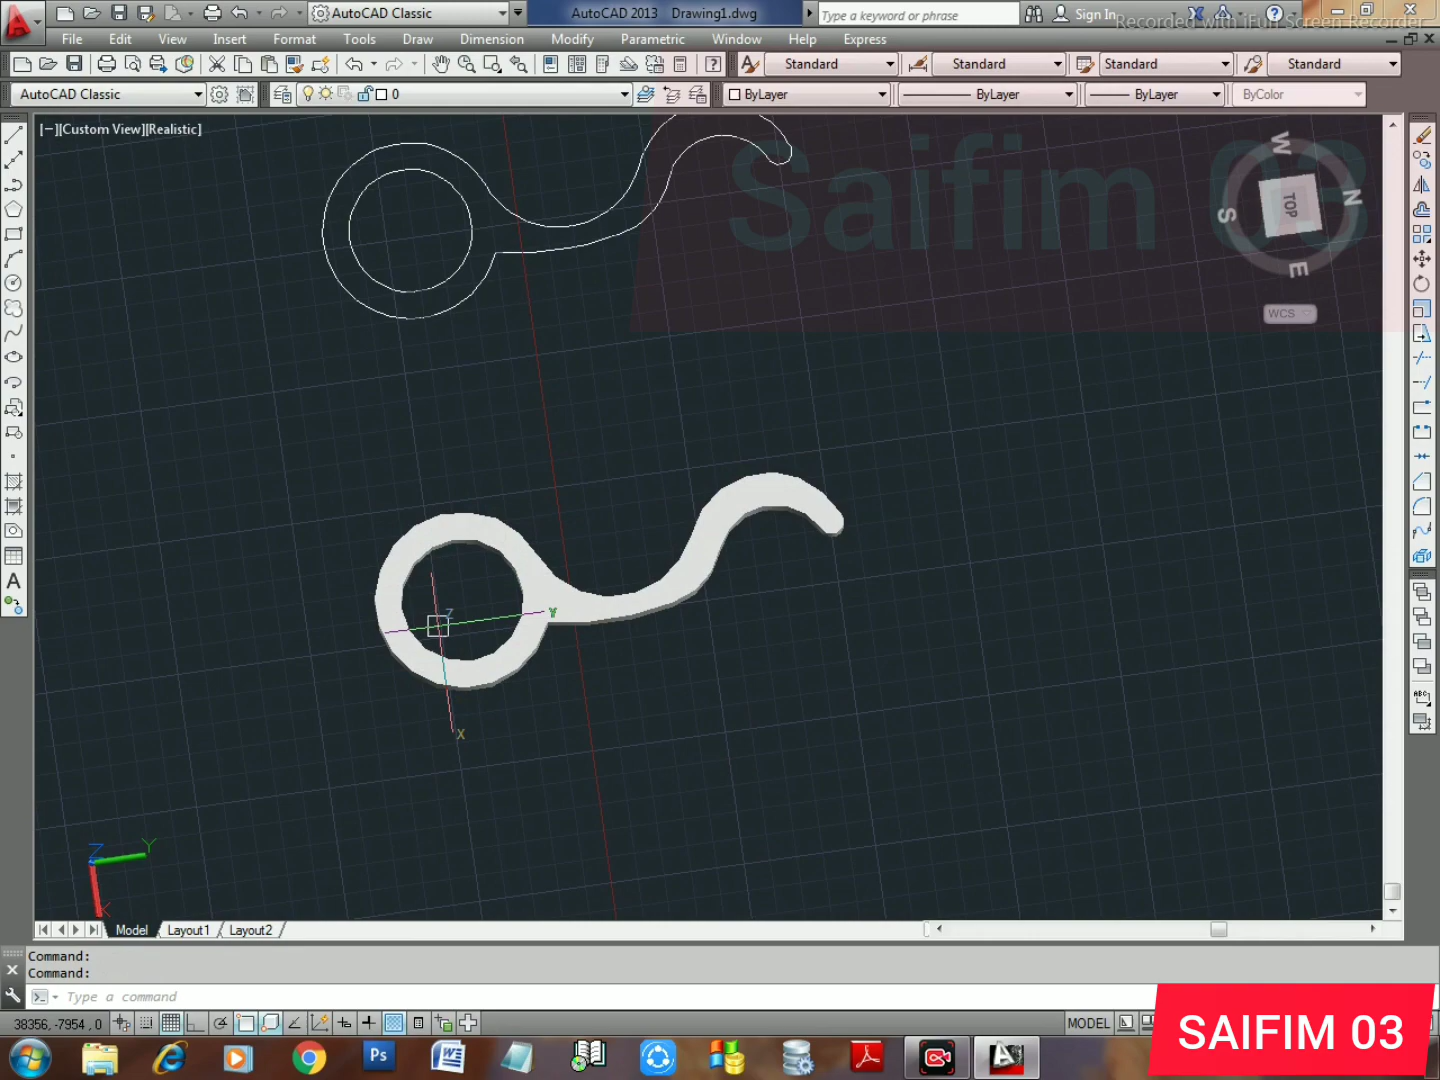 AutoCAD Classic
AutoCAD 2013 Drawing1.dwg
Type a keyword or phrase
Sign In
Recorded with iFun Screen Recorder
File Edit View Insert Format Tools Draw Dimension Modify Parametric Window Help Express
Standard Standard Standard Standard
AutoCAD Classic
0
ByLayer ByLayer ByLayer ByColor
[−][Custom View][Realistic]
Saifim 03
W
N
S
E
TOP
WCS
Z
Y
X
Z
Y
X
Model Layout1 Layout2
Command:
Command:
Type a command
38356, -7954 , 0
MODEL
SAIFIM 03
Ps
A
ABC